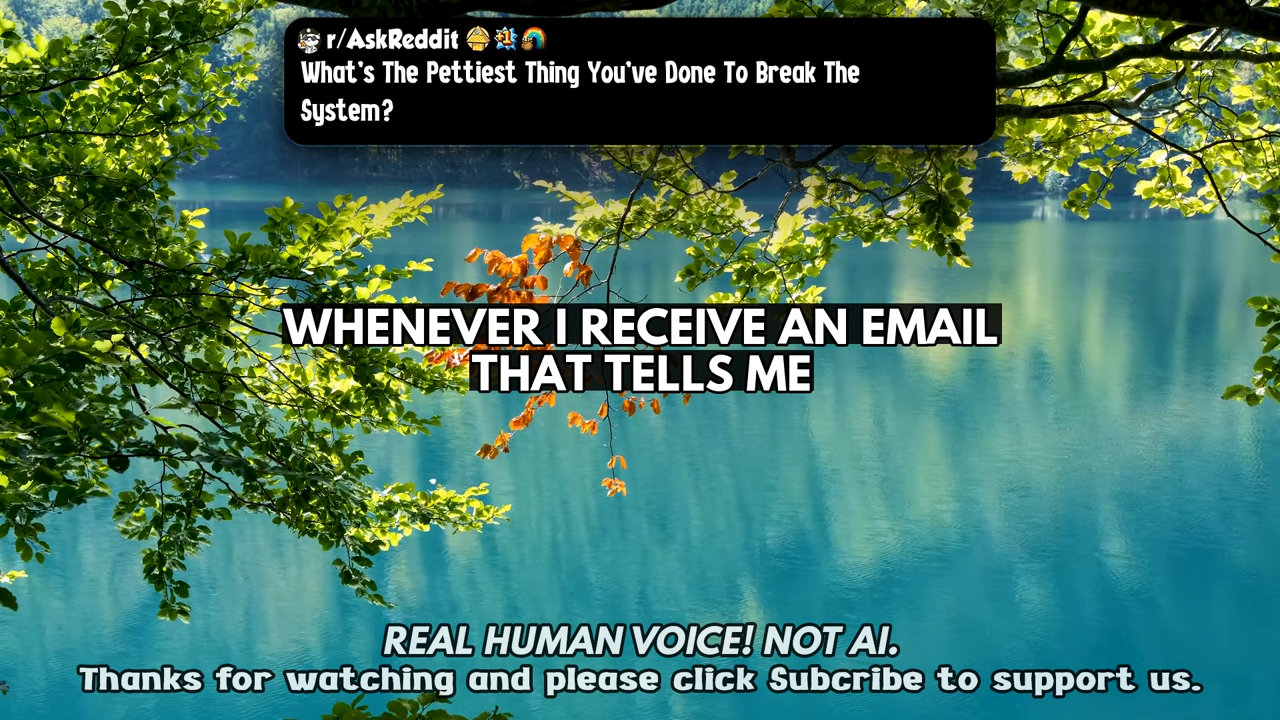 r/AskReddit
What's The Pettiest Thing You've Done To Break The
System?
WHENEVER I RECEIVE AN EMAIL
THAT TELLS ME
REAL HUMAN VOICE! NOT AI.
Thanks for watching and please click Subcribe to support us.